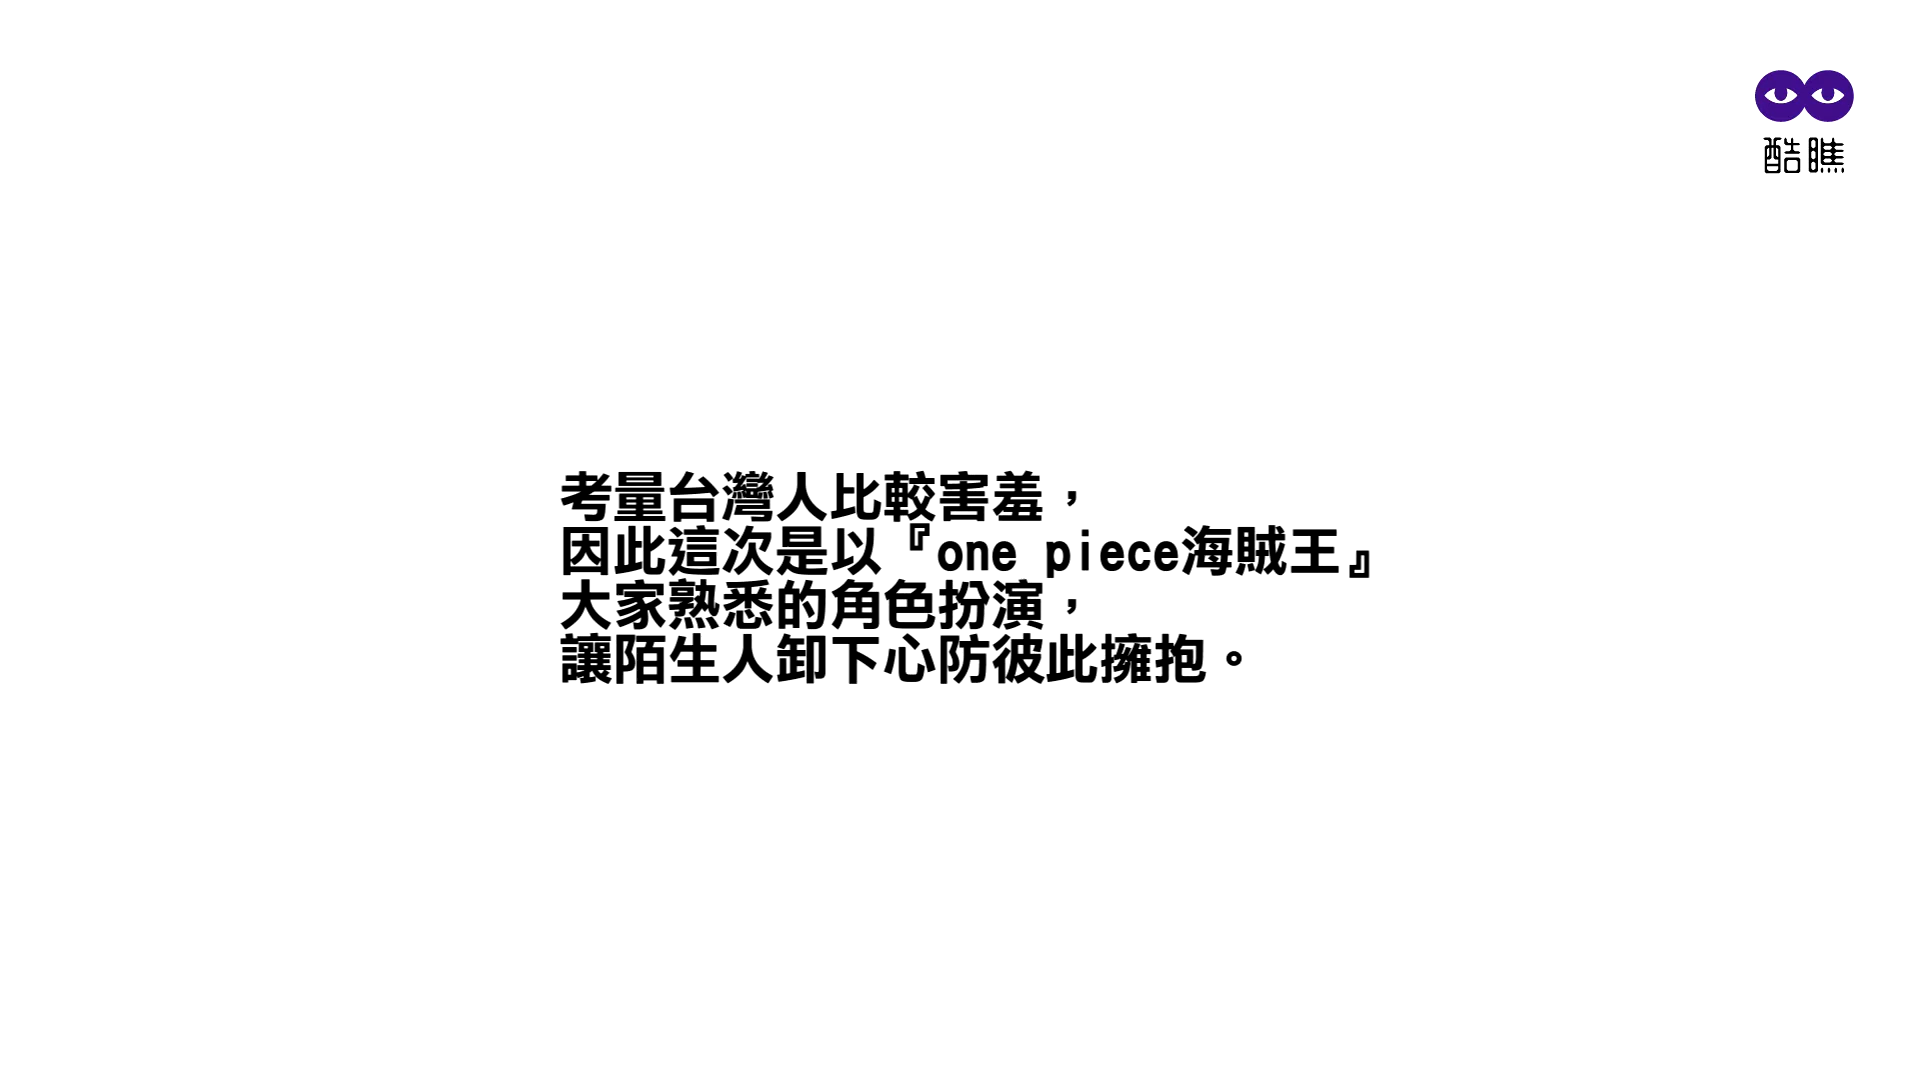 酷瞧
考量台灣人比較害羞，
因此這次是以『one piece海賊王』
大家熟悉的角色扮演，
讓陌生人卸下心防彼此擁抱。